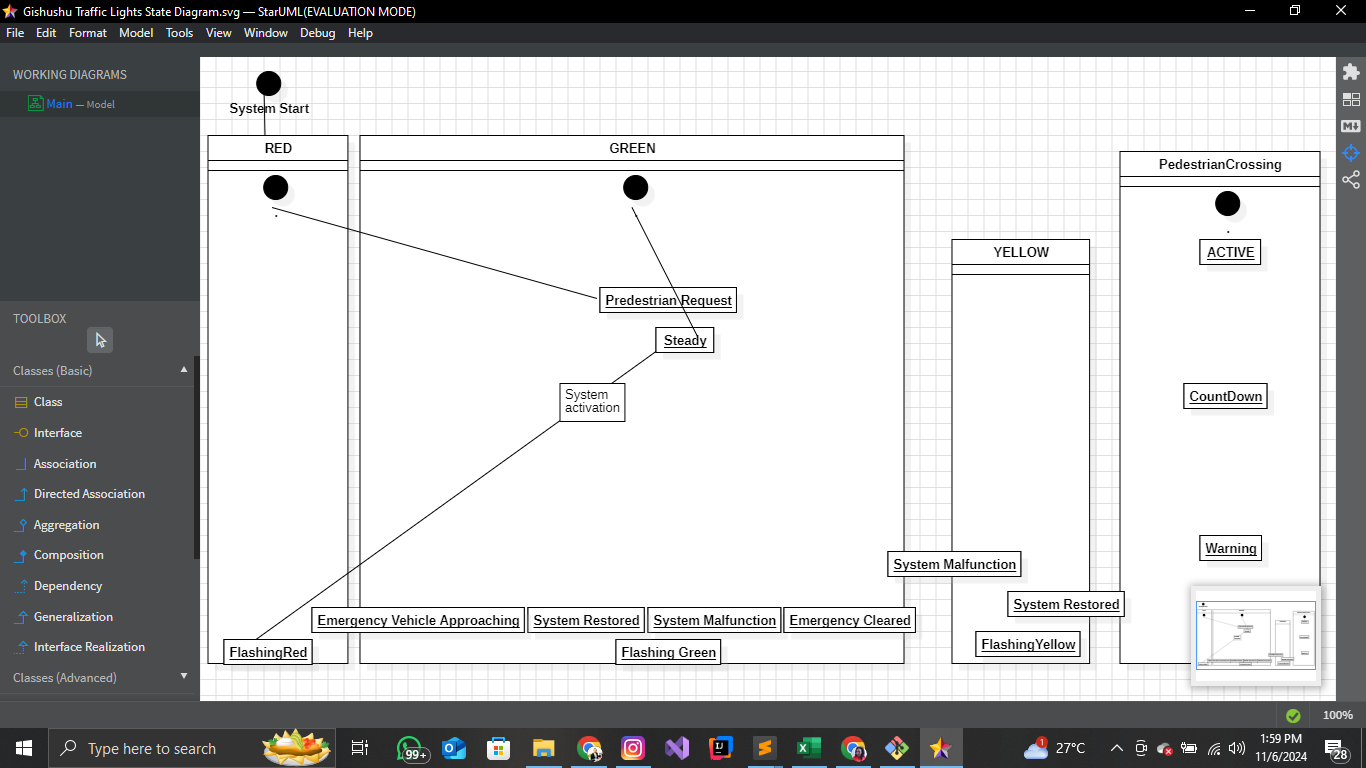 Gishushu Traffic Lights State Diagram.svg — StarUML(EVALUATION MODE)
File Edit Format Model Tools View Window Debug Help
WORKING DIAGRAMS
Main — Model
TOOLBOX
Classes (Basic)
Class
Interface
Association
Directed Association
Aggregation
Composition
Dependency
Generalization
Interface Realization
Classes (Advanced)
System Start
RED
GREEN
PedestrianCrossing
ACTIVE
YELLOW
Predestrian Request
Steady
System
activation
CountDown
Warning
System Malfunction
System Restored
Emergency Vehicle Approaching
System Restored
System Malfunction
Emergency Cleared
FlashingYellow
FlashingRed
Flashing Green
M
100%
Type here to search
99+
1
27°C
1:59 PM
11/6/2024
28